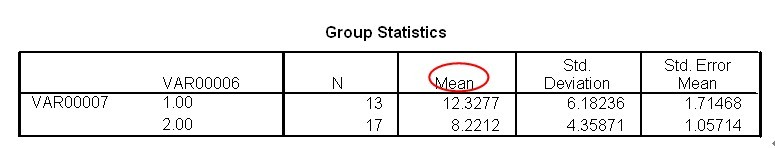 Group Statistics
VAR00006 N Mean Std. Deviation Std. Error Mean
VAR00007 1.00 13 12.3277 6.18236 1.71468
2.00 17 8.2212 4.35871 1.05714